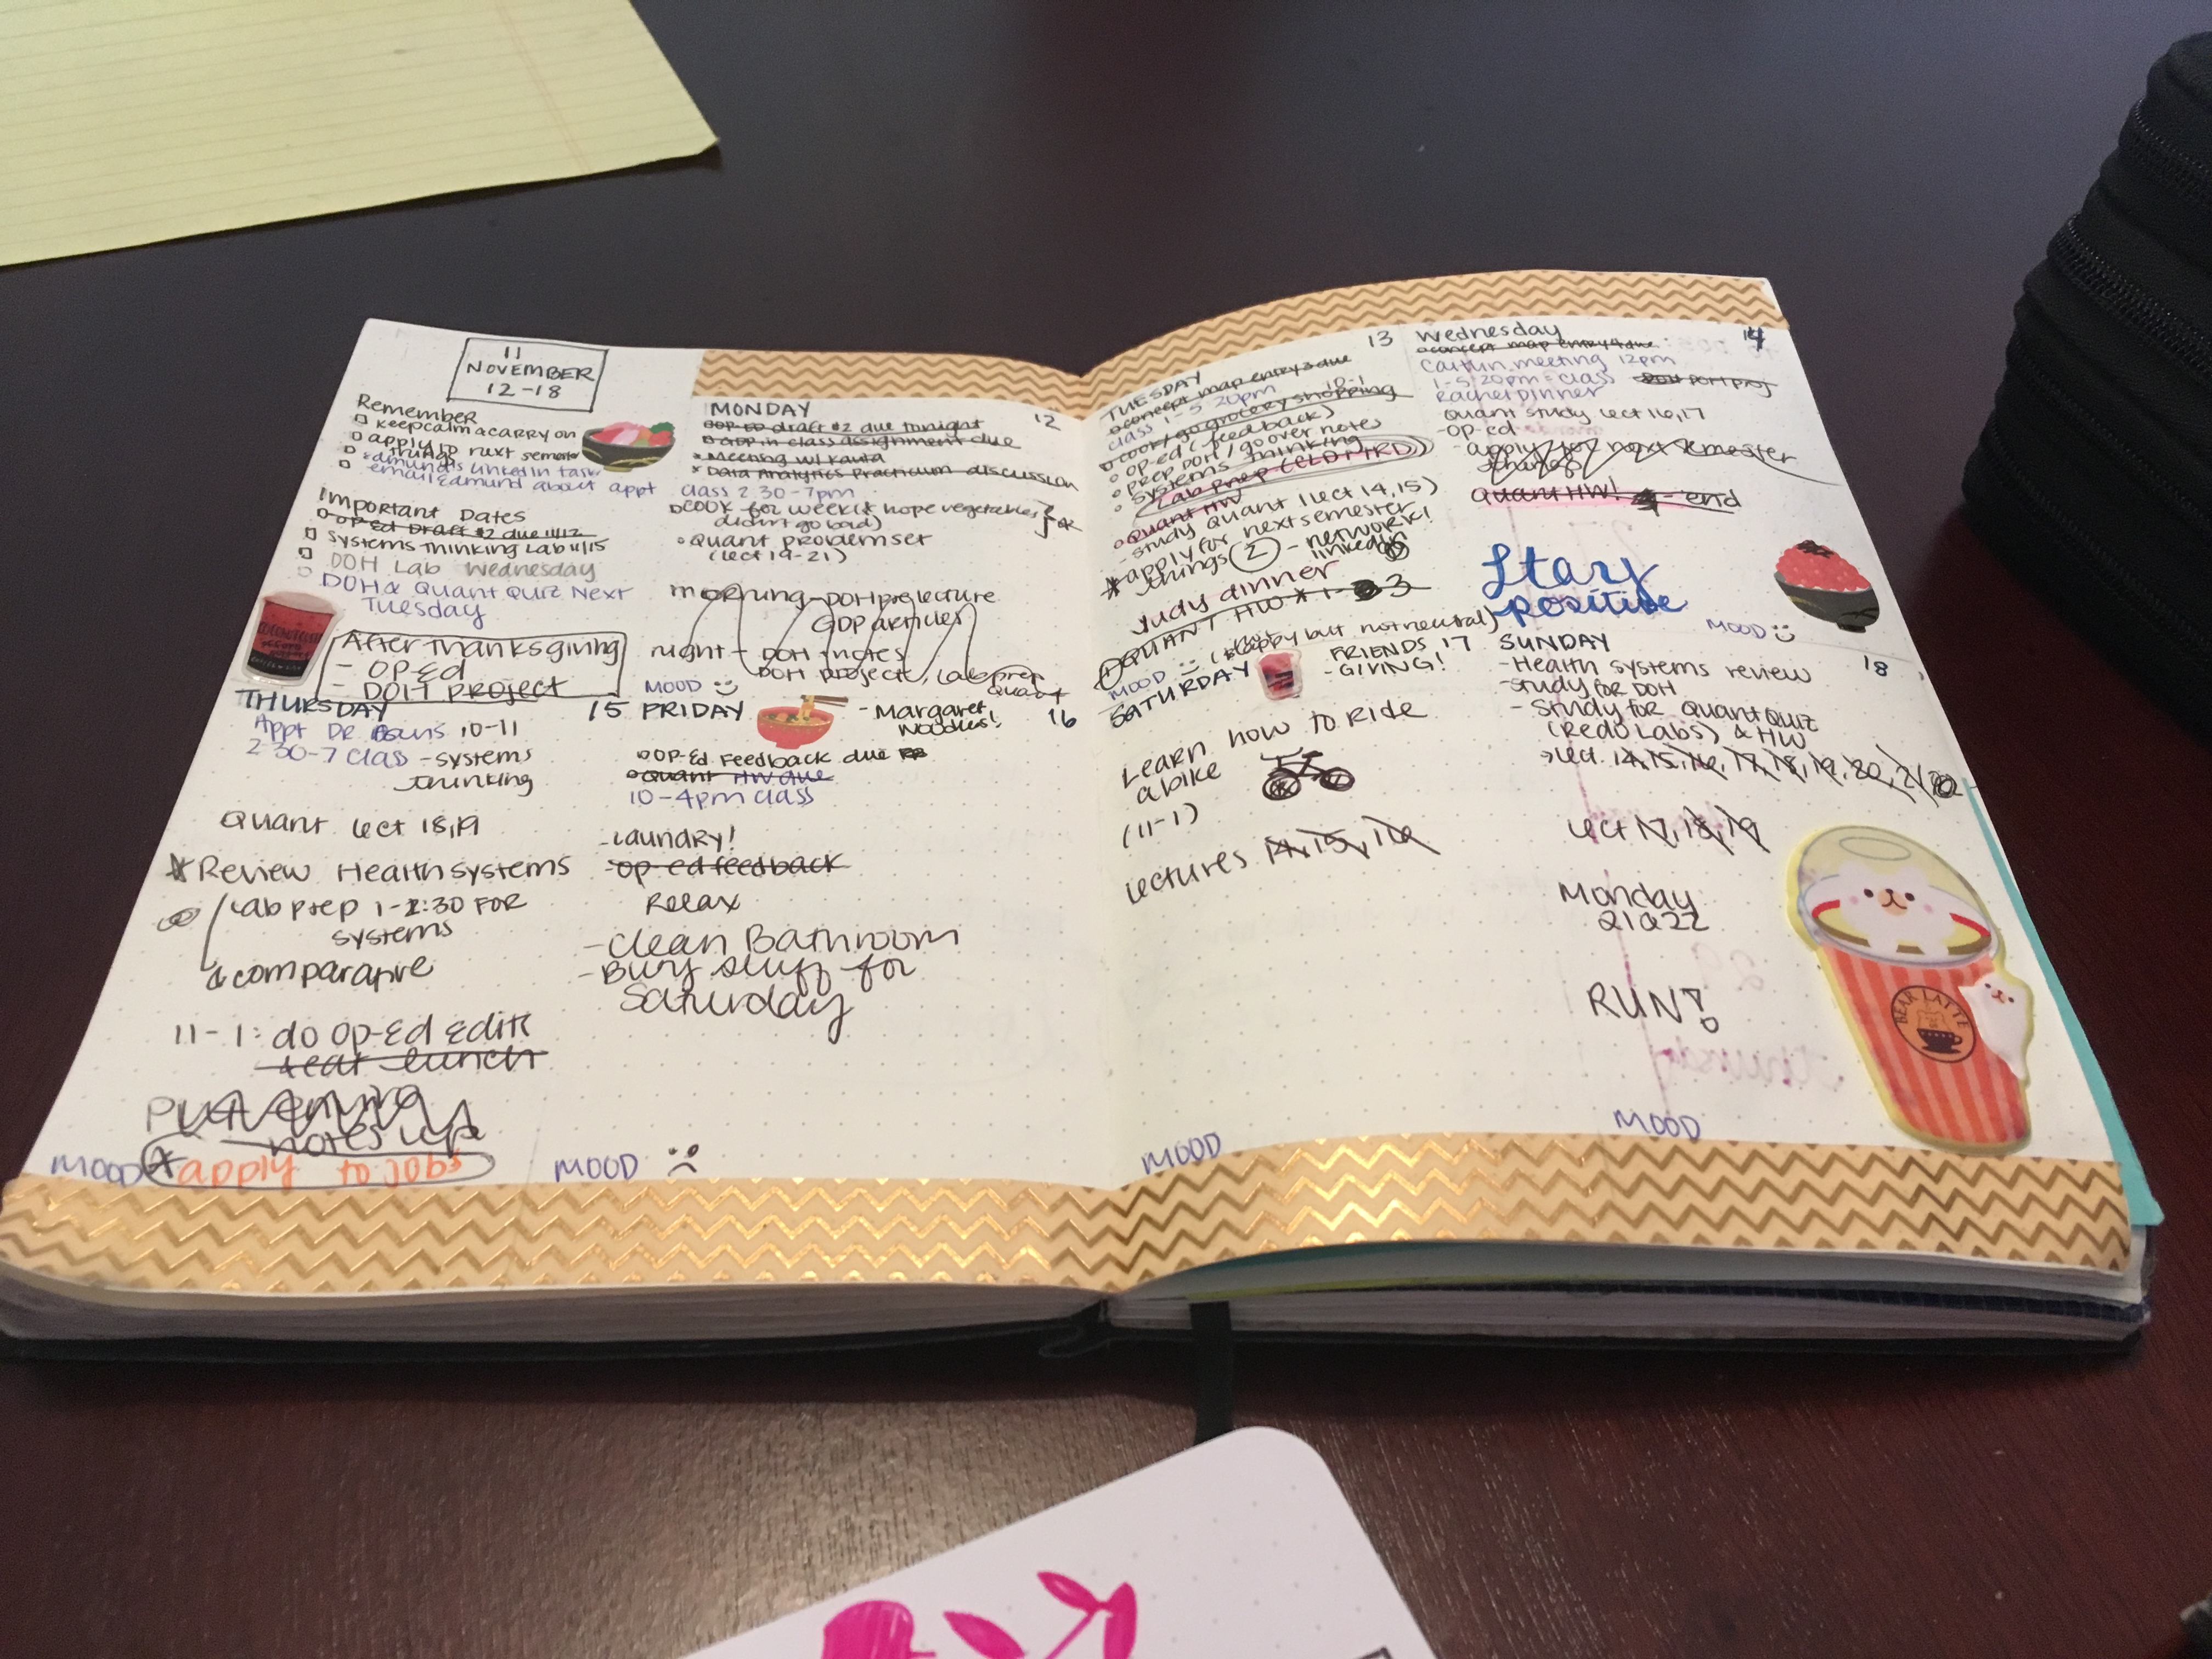 11
NOVEMBER
12-18
Remember
keep calm & carry on
apply to next semester
things
edmunds linkedin task
email Edmund about appt
Important Dates
OP-ED Draft #2 due 11/12
Systems Thinking Lab 11/15
DOH Lab Wednesday
DOH & Quant Quiz Next
Tuesday
After Thanksgiving
- OP-Ed
- DOH project
MONDAY 12
OP-ED draft #2 due tonight
app in class assignment due
Meeting w/
Data Analytics Practicum discussion
class 2:30-7pm
COOK for week (& hope vegetables
didn't go bad)
Quant problem set
(lect 19-21)
morning - DOH prelecture
GDP articles
night - DOH notes
DOH project, lab prep
Quant
MOOD
TUESDAY 13
concept map entry 3 due
class 1-5:20pm 10-1
cook/go grocery shopping
op-ed (feedback)
prep DOH/go over notes
systems thinking
Lab prep
Quant HW
study quant (lect 14,15)
apply for next semester
things 2 - network!
linkedin
Judy dinner
QUANT HW * 1-3
MOOD (happy but not neutral)
Wednesday 14
concept map entry 4 due
Caitlin meeting 12pm
1-5:20pm = class DOH proj
Rachel dinner
Quant study lect 16,17
-op-ed
-apply for next semester
things
Quant HW! - end
Stay
positive
MOOD
THURSDAY 15
Appt Dr. 10-11
2:30-7 class - systems
thinking
Quant lect 18,19
Review Health systems
Lab prep 1-2:30 FOR
systems
& comparative
11-1: do Op-Ed Edits
+ eat lunch
notes up
apply to jobs
MOOD
FRIDAY 16
- Margaret
Noodles!
OP-Ed Feedback due
Quant HW due
10-4pm class
-Laundry!
-op-ed feedback
Relax
-Clean Bathroom
-Buy stuff for
Saturday
MOOD
SATURDAY 17
FRIENDS
-GIVING!
Learn how to ride
a bike
(11-1)
Lectures 14,15,16
MOOD
SUNDAY 18
-Health systems review
-study for DOH
-Study for Quant Quiz
(Redo Labs) & HW
lect 14,15,16,17,18,19,20,21
Lect 17,18,19
Monday
RUN!
MOOD
BEAR LATTE